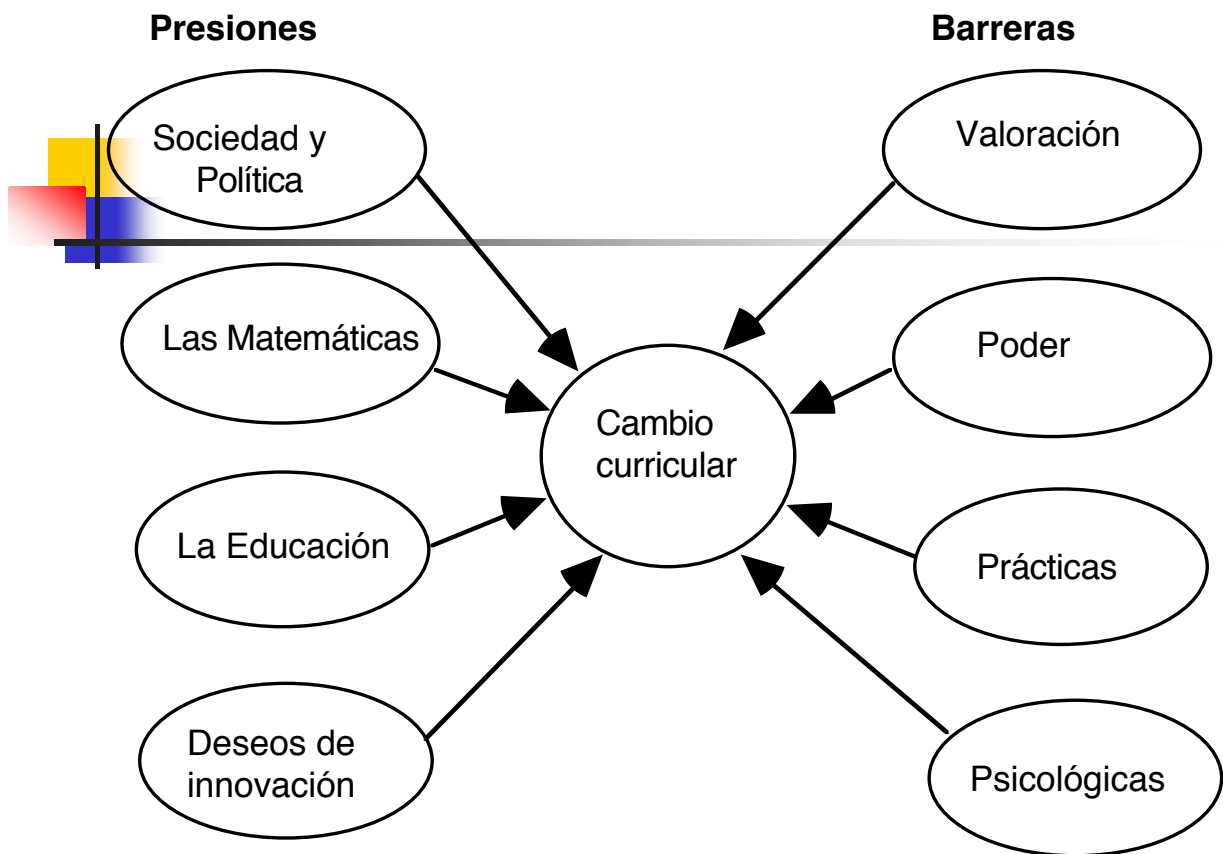 Presiones
Barreras
Sociedad y
Política
Valoración
Las Matemáticas
Poder
Cambio
curricular
La Educación
Prácticas
Deseos de
innovación
Psicológicas